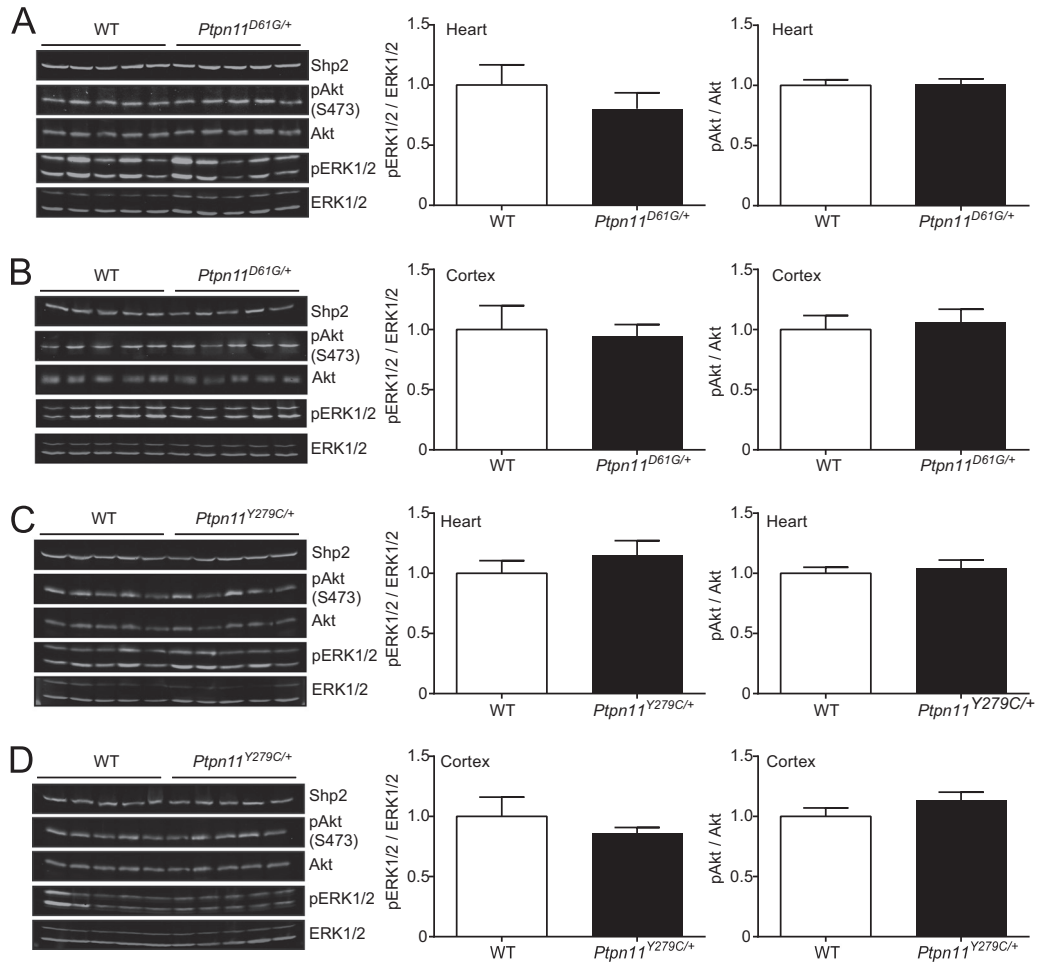 A
WT Ptpn11D61G/+
Shp2
pAkt
(S473)
Akt
pERK1/2
ERK1/2
pERK1/2 / ERK1/2
1.5
1.0
0.5
0
Heart
WT Ptpn11D61G/+
pAkt / Akt
1.5
1.0
0.5
0
Heart
WT Ptpn11D61G/+
B
WT Ptpn11D61G/+
Shp2
pAkt
(S473)
Akt
pERK1/2
ERK1/2
pERK1/2 / ERK1/2
1.5
1.0
0.5
0
Cortex
WT Ptpn11D61G/+
pAkt / Akt
1.5
1.0
0.5
0
Cortex
WT Ptpn11D61G/+
C
WT Ptpn11Y279C/+
Shp2
pAkt
(S473)
Akt
pERK1/2
ERK1/2
pERK1/2 / ERK1/2
1.5
1.0
0.5
0
Heart
WT Ptpn11Y279C/+
pAkt / Akt
1.5
1.0
0.5
0
Heart
WT Ptpn11Y279C/+
D
WT Ptpn11Y279C/+
Shp2
pAkt
(S473)
Akt
pERK1/2
ERK1/2
pERK1/2 / ERK1/2
1.5
1.0
0.5
0
Cortex
WT Ptpn11Y279C/+
pAkt / Akt
1.5
1.0
0.5
0
Cortex
WT Ptpn11Y279C/+